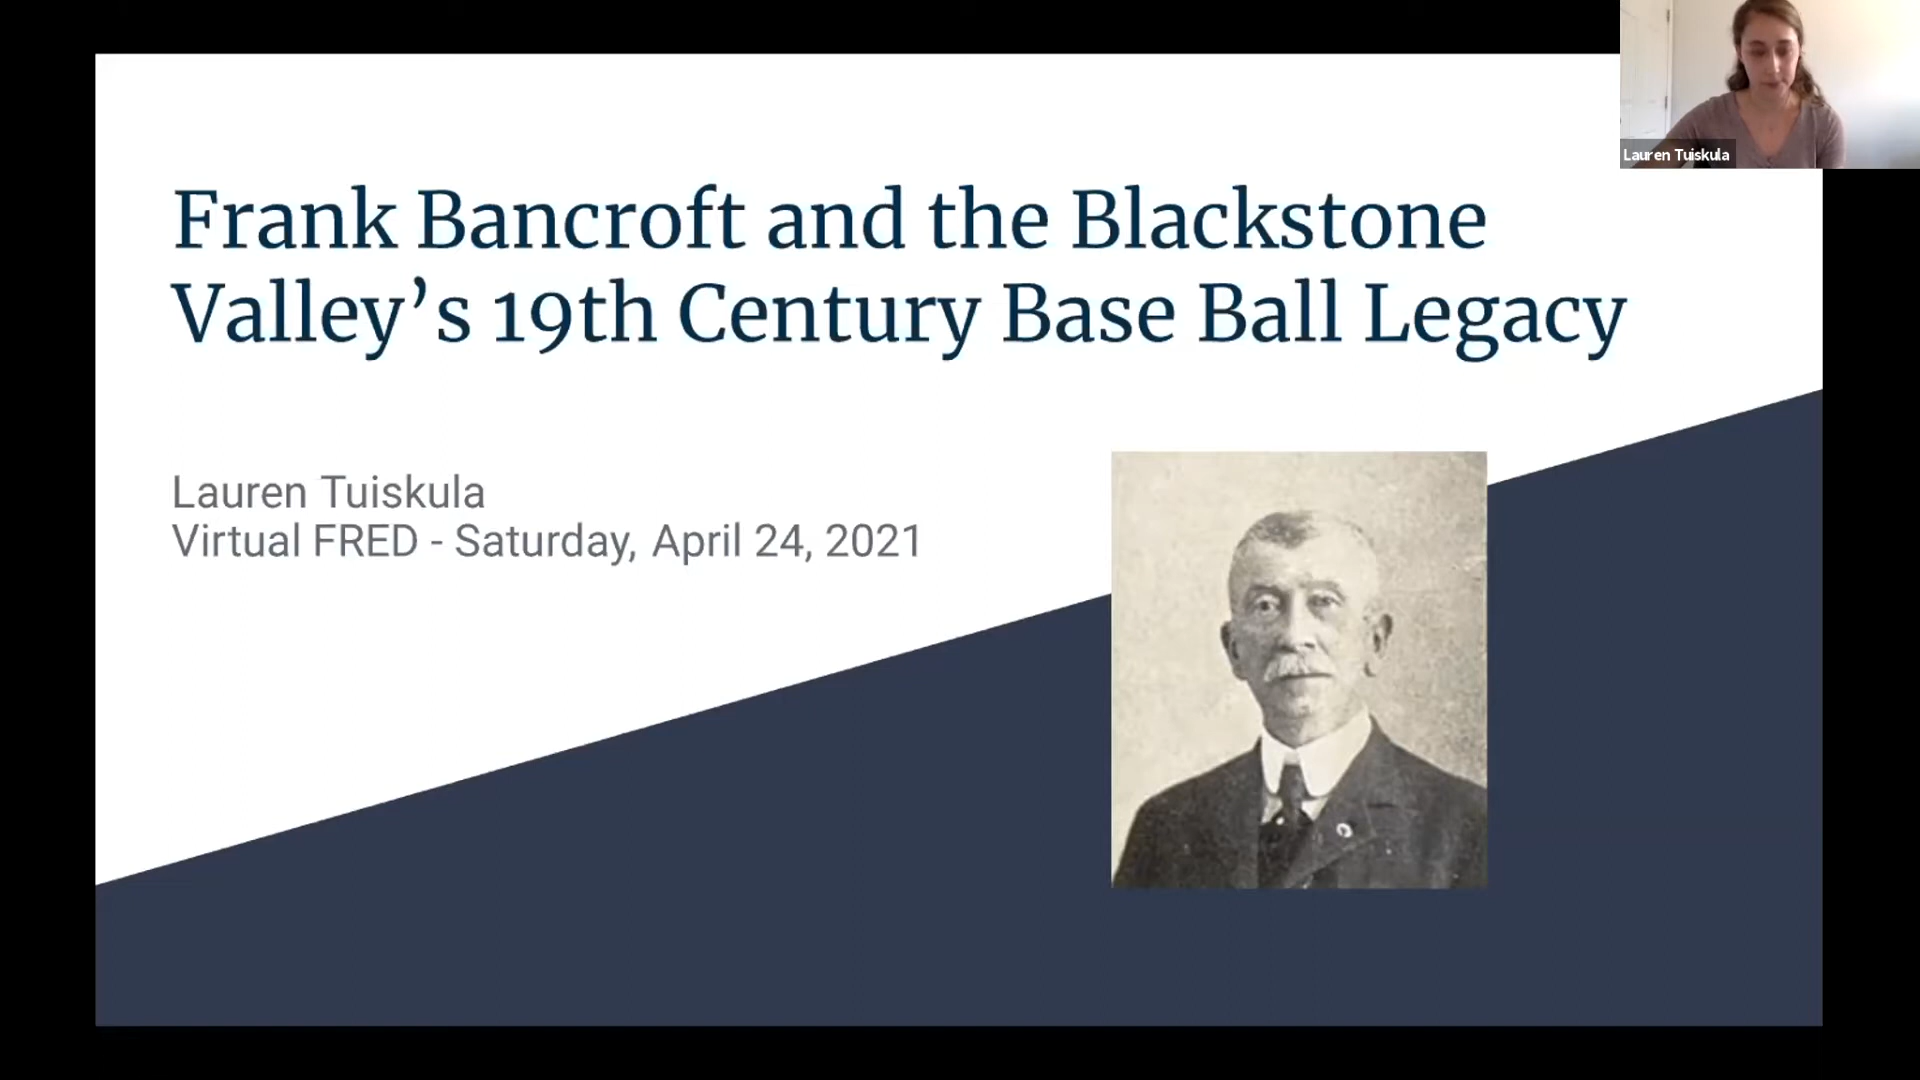 Frank Bancroft and the Blackstone
Valley’s 19th Century Base Ball Legacy
Lauren Tuiskula
Virtual FRED - Saturday, April 24, 2021
Lauren Tuiskula